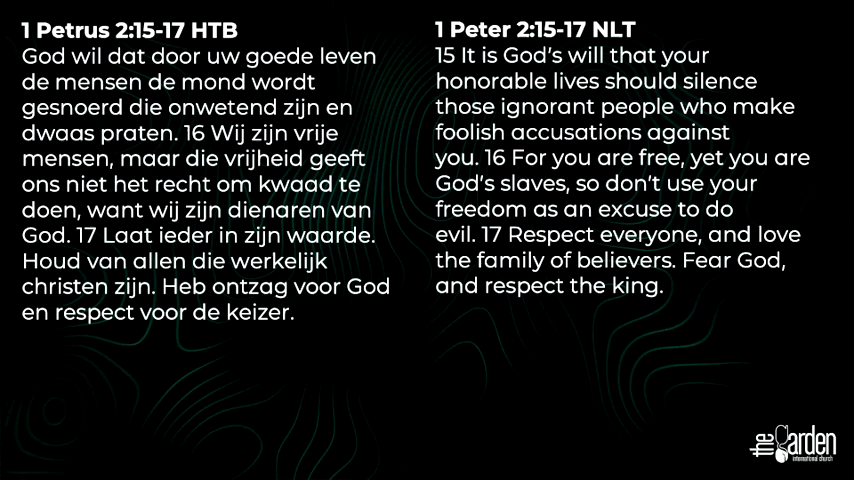 1 Petrus 2:15-17 HTB
God wil dat door uw goede leven
de mensen de mond wordt
gesnoerd die onwetend zijn en
dwaas praten. 16 Wij zijn vrije
mensen, maar die vrijheid geeft
ons niet het recht om kwaad te
doen, want wij zijn dienaren van
God. 17 Laat ieder in zijn waarde.
Houd van allen die werkelijk
christen zijn. Heb ontzag voor God
en respect voor de keizer.
1 Peter 2:15-17 NLT
15 It is God's will that your
honorable lives should silence
those ignorant people who make
foolish accusations against
you. 16 For you are free, yet you are
God's slaves, so don't use your
freedom as an excuse to do
evil. 17 Respect everyone, and love
the family of believers. Fear God,
and respect the king.
the Garden
international church